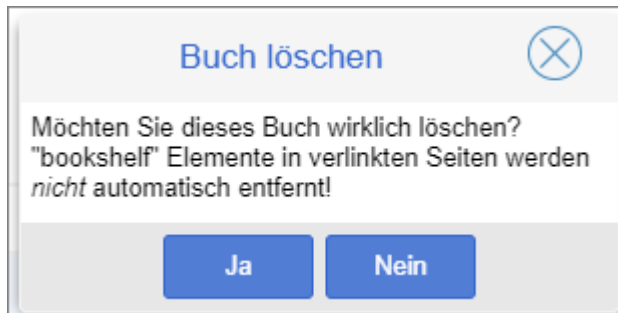 Buch löschen
Möchten Sie dieses Buch wirklich löschen?
"bookshelf" Elemente in verlinkten Seiten werden
nicht automatisch entfernt!
Ja
Nein